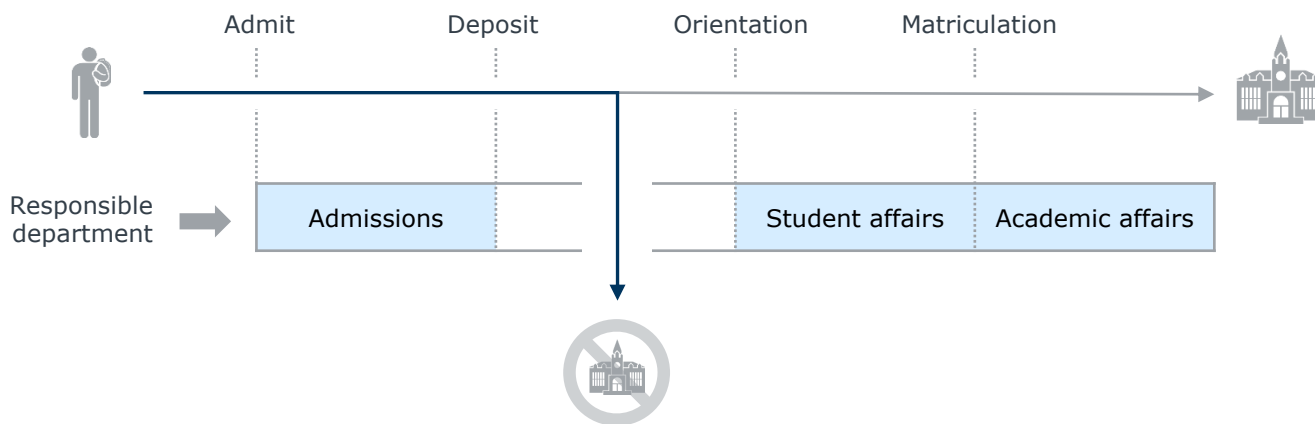 Admit
Deposit
Orientation
Matriculation
Responsible
department
Admissions
Student affairs
Academic affairs